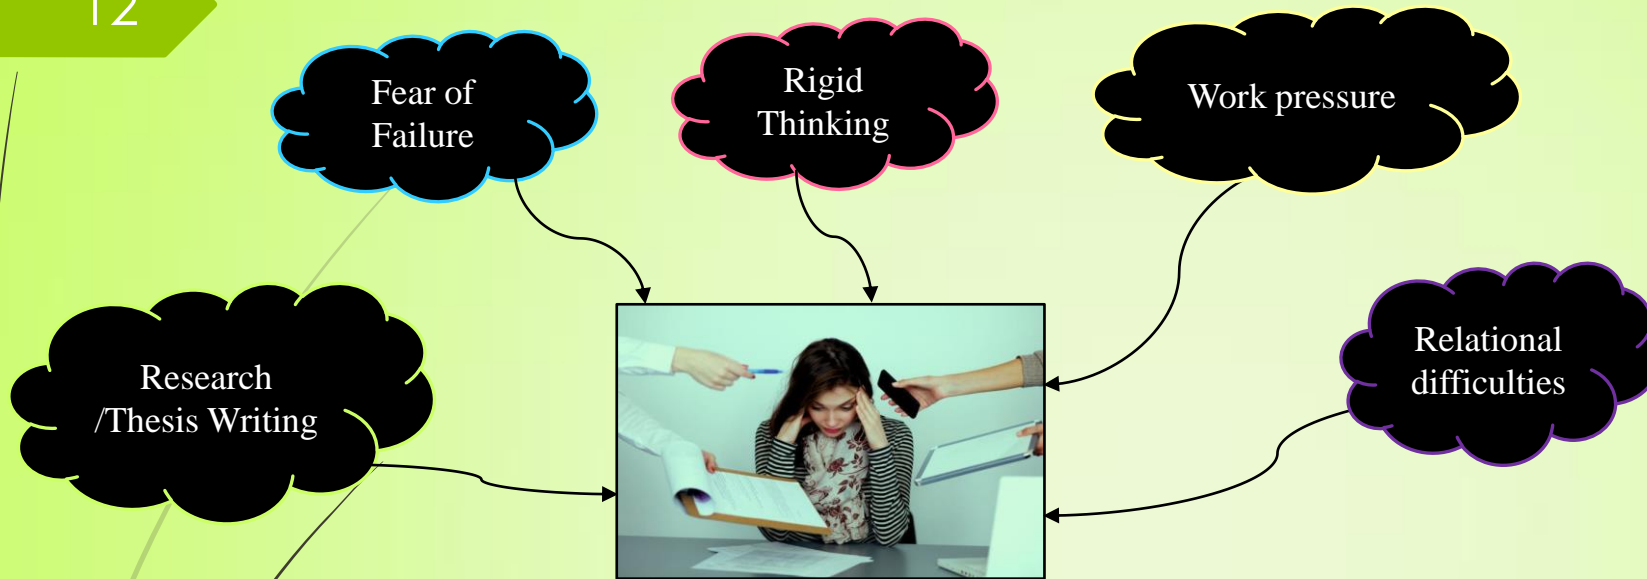 12
Fear of
Failure
Rigid
Thinking
Work pressure
Research
/Thesis Writing
Relational
difficulties